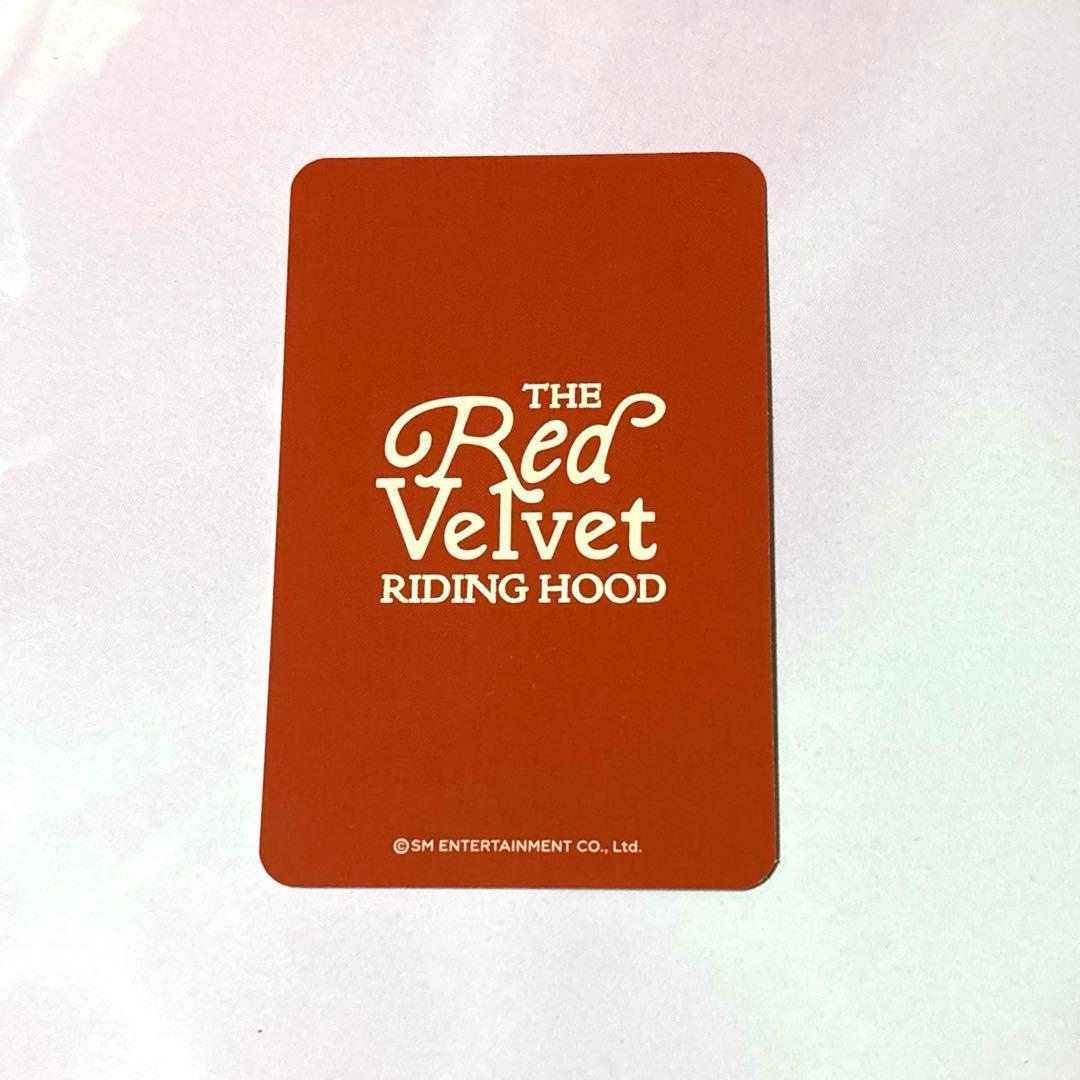 THE
Red
Velvet
RIDING HOOD
©SM ENTERTAINMENT CO., Ltd.